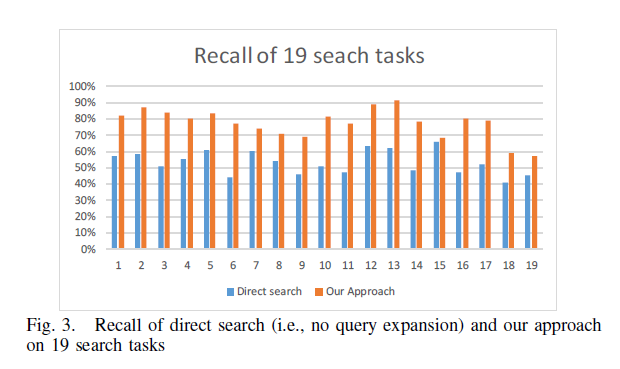 Recall of 19 seach tasks
100%
90%
80%
70%
60%
50%
40%
30%
20%
10%
0%
1 2 3 4 5 6 7 8 9 10 11 12 13 14 15 16 17 18 19
Direct search Our Approach
Fig. 3. Recall of direct search (i.e., no query expansion) and our approach
on 19 search tasks